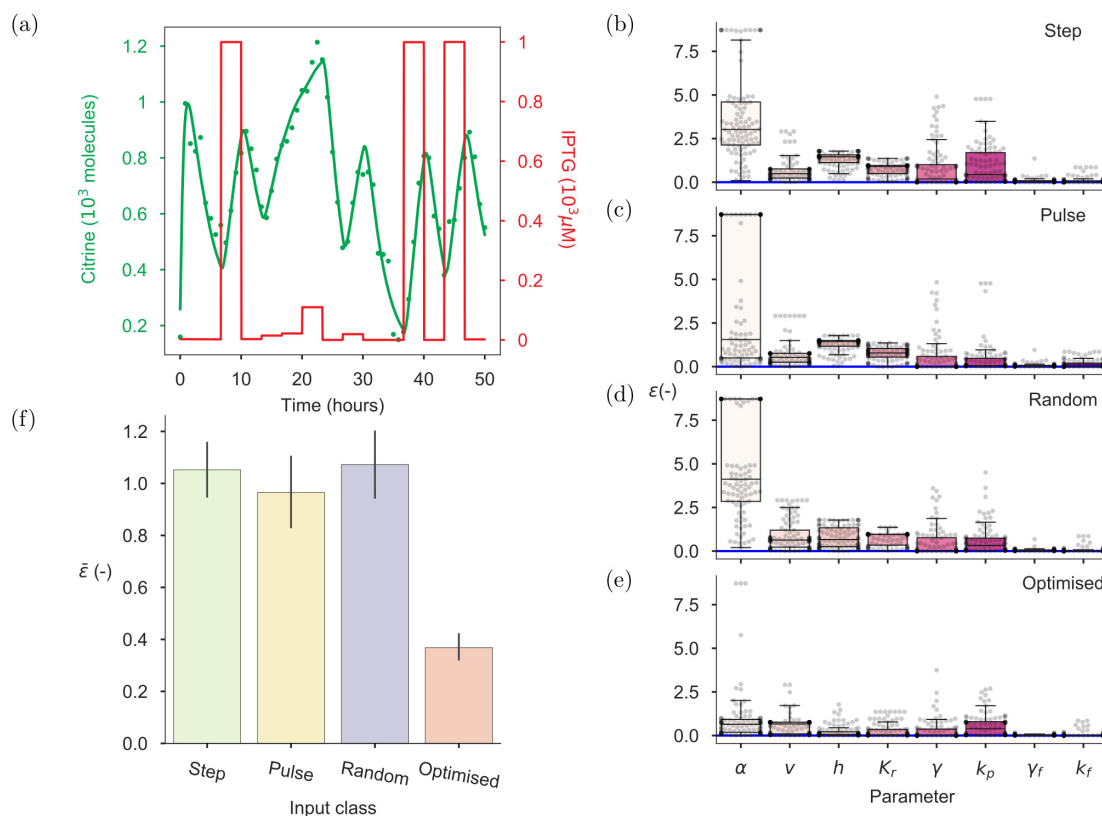 (a)
1.2
1
0.8
0.6
0.4
0.2
Citrine (10³ molecules)
1
0.8
0.6
0.4
0.2
0
IPTG (10³μM)
0 10 20 30 40 50
Time (hours)
(b)
Step
7.5
5.0
2.5
0.0
(c)
Pulse
7.5
5.0
2.5
0.0
(d)
ε(-)
Random
7.5
5.0
2.5
0.0
(e)
Optimised
7.5
5.0
2.5
0.0
α v h Kᵣ γ kₚ γ_f k_f
Parameter
(f)
1.2
1.0
0.8
0.6
0.4
0.2
0.0
ε̄ (-)
Step Pulse Random Optimised
Input class